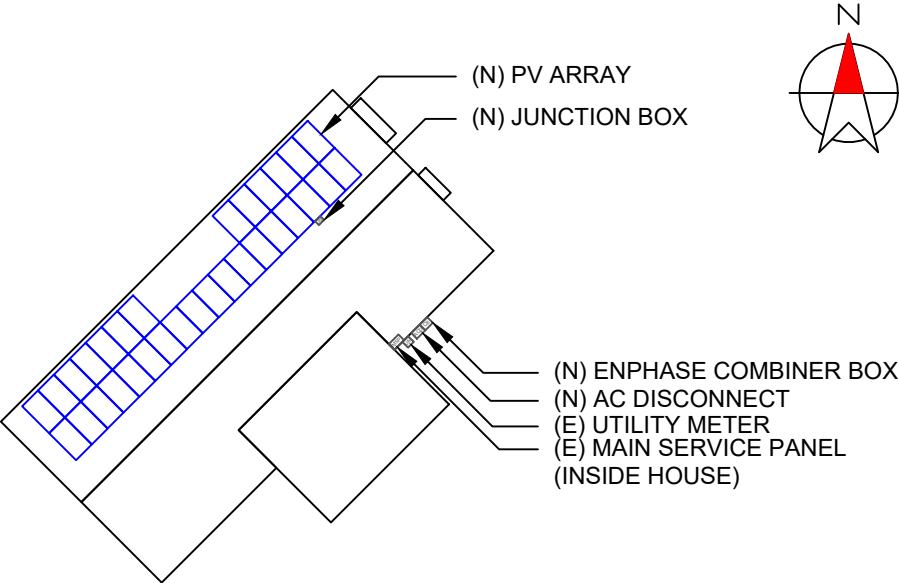 N
(N) PV ARRAY
(N) JUNCTION BOX
(N) ENPHASE COMBINER BOX
(N) AC DISCONNECT
(E) UTILITY METER
(E) MAIN SERVICE PANEL
(INSIDE HOUSE)